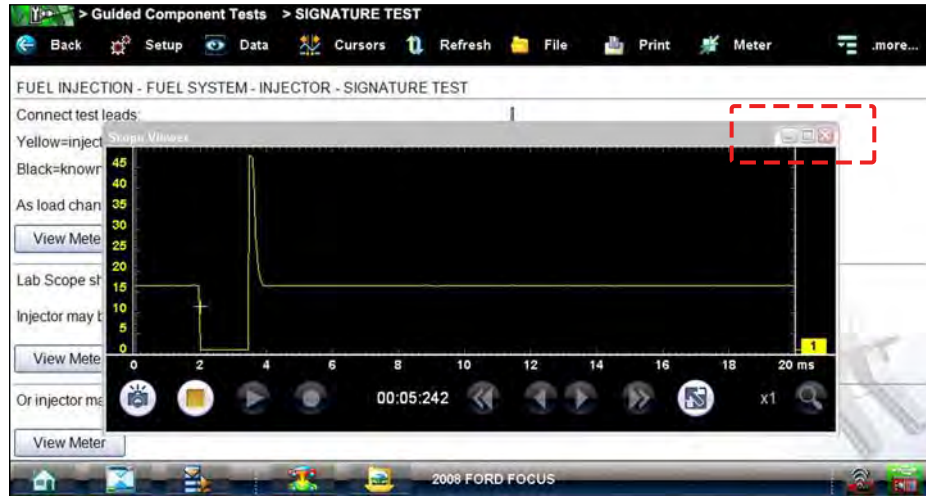 > Guided Component Tests > SIGNATURE TEST
Back Setup Data Cursors Refresh File Print Meter .more...
FUEL INJECTION - FUEL SYSTEM - INJECTOR - SIGNATURE TEST
Connect test leads:
Yellow=inject
Scope Viewer
Black=known
As load chan
View Mete
Lab Scope sh
Injector may b
View Mete
Or injector ma
View Meter
45
40
35
30
25
20
15
10
5
0
1
0 2 4 6 8 10 12 14 16 18 20 ms
00:05:242 x1
2008 FORD FOCUS